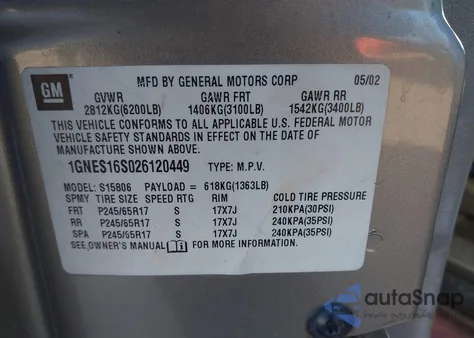 GM
MFD BY GENERAL MOTORS CORP 05/02
GVWR GAWR FRT GAWR RR
2812KG(6200LB) 1406KG(3100LB) 1542KG(3400LB)
THIS VEHICLE CONFORMS TO ALL APPLICABLE U.S. FEDERAL MOTOR
VEHICLE SAFETY STANDARDS IN EFFECT ON THE DATE OF
MANUFACTURE SHOWN ABOVE.
1GNES16S026120449 TYPE: M.P.V.
MODEL: S15806 PAYLOAD = 618KG(1363LB)
SPM TIRE SIZE SPEED RTG RIM COLD TIRE PRESSURE
FRT P245/65R17 S 17X7J 210KPA(30PSI)
RR P245/65R17 S 17X7J 240KPA(35PSI)
SPA P245/65R17 S 17X7J 240KPA(35PSI)
SEE OWNER'S MANUAL FOR MORE INFORMATION.
autoSnap